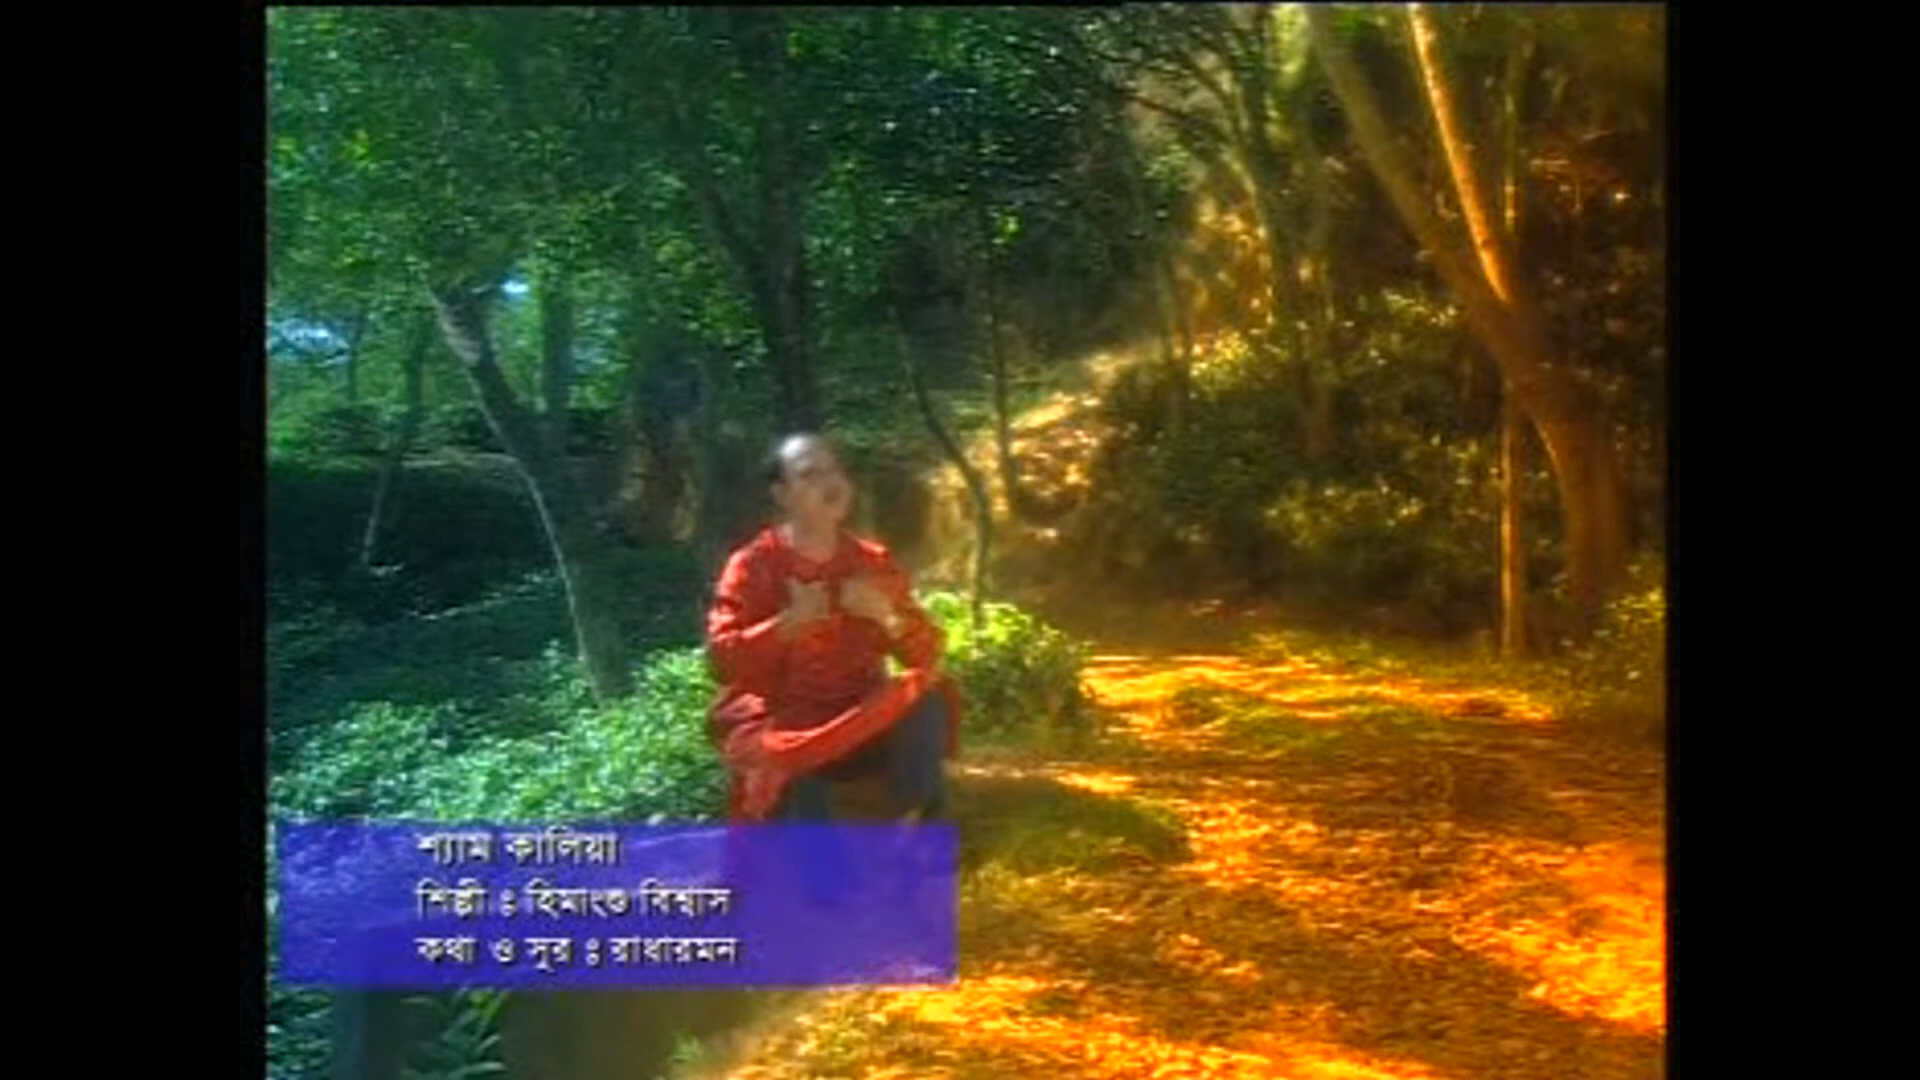 শ্যাম কালিয়া
শিল্পী ঃ হিমাংশু বিশ্বাস
কথা ও সুর ঃ রাধারমন